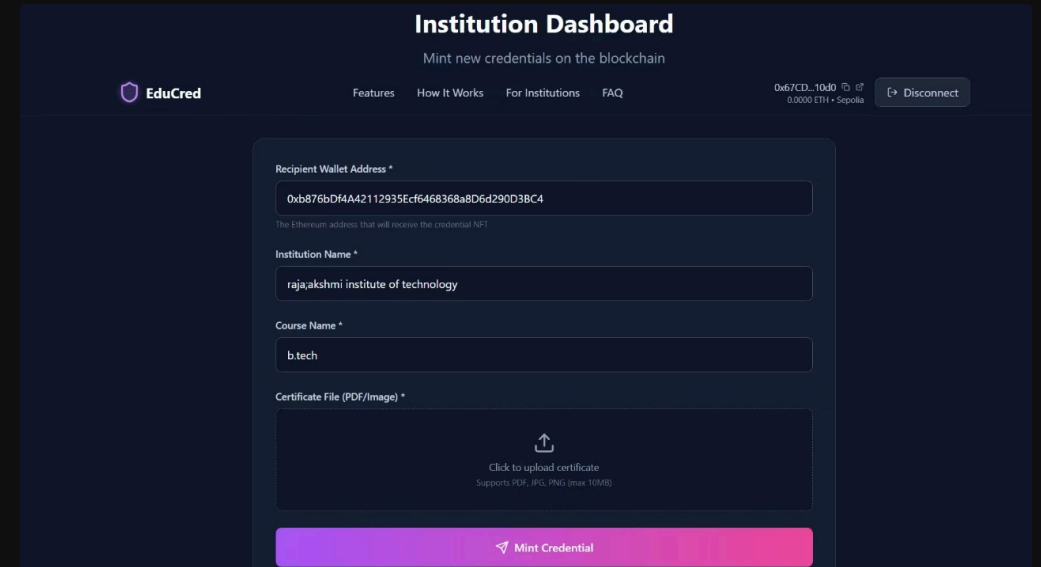 Institution Dashboard
Mint new credentials on the blockchain
EduCred
Features How It Works For Institutions FAQ
0x67CD...10d0
0.0000 ETH • Sepolia
Disconnect
Recipient Wallet Address *
0xb876bDf4A42112935Ecf6468368a8D6d290D3BC4
The Ethereum address that will receive the credential NFT
Institution Name *
raja;akshmi institute of technology
Course Name *
b.tech
Certificate File (PDF/Image) *
Click to upload certificate
Supports PDF, JPG, PNG (max 10MB)
Mint Credential